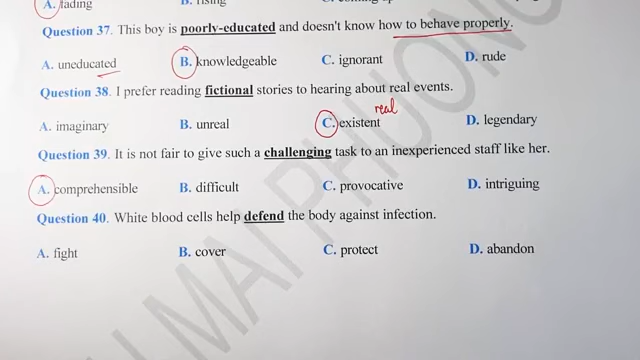 A. fading B. rising
Question 37. This boy is poorly-educated and doesn't know how to behave properly.
A. uneducated B. knowledgeable C. ignorant D. rude
Question 38. I prefer reading fictional stories to hearing about real events.
real
A. imaginary B. unreal C. existent D. legendary
Question 39. It is not fair to give such a challenging task to an inexperienced staff like her.
A. comprehensible B. difficult C. provocative D. intriguing
Question 40. White blood cells help defend the body against infection.
A. fight B. cover C. protect D. abandon
MAI PHUONG